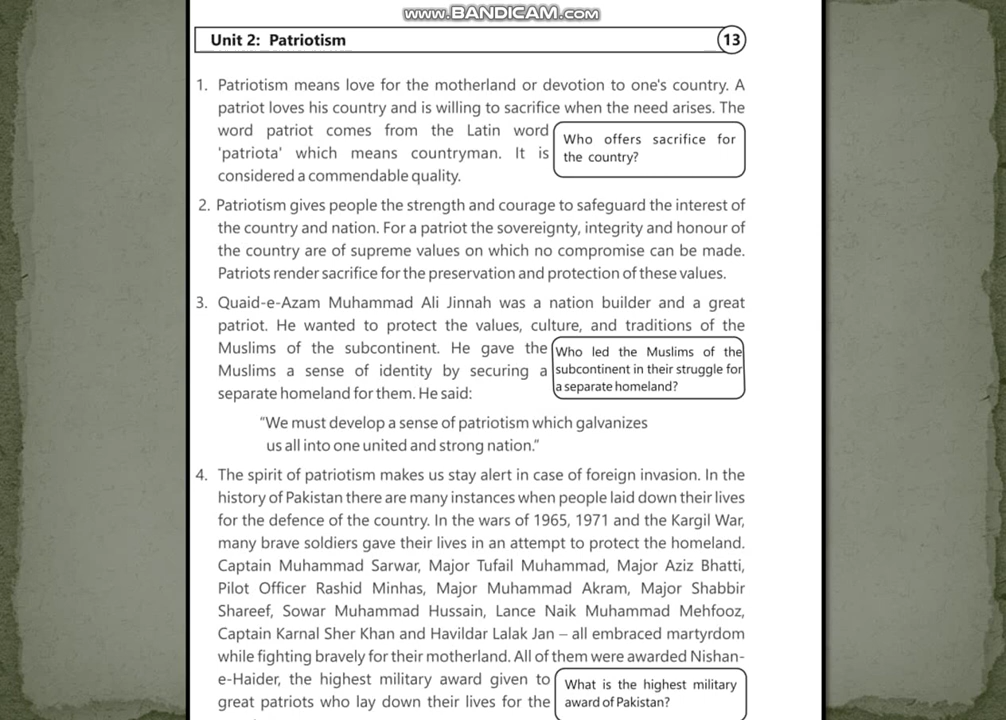 www.BANDICAM.com
Unit 2: Patriotism
13
1. Patriotism means love for the motherland or devotion to one's country. A
patriot loves his country and is willing to sacrifice when the need arises. The
word patriot comes from the Latin word
'patriota' which means countryman. It is
considered a commendable quality.
Who offers sacrifice for
the country?
2. Patriotism gives people the strength and courage to safeguard the interest of
the country and nation. For a patriot the sovereignty, integrity and honour of
the country are of supreme values on which no compromise can be made.
Patriots render sacrifice for the preservation and protection of these values.
3. Quaid-e-Azam Muhammad Ali Jinnah was a nation builder and a great
patriot. He wanted to protect the values, culture, and traditions of the
Muslims of the subcontinent. He gave the
Muslims a sense of identity by securing a
separate homeland for them. He said:
Who led the Muslims of the
subcontinent in their struggle for
a separate homeland?
"We must develop a sense of patriotism which galvanizes
us all into one united and strong nation."
4. The spirit of patriotism makes us stay alert in case of foreign invasion. In the
history of Pakistan there are many instances when people laid down their lives
for the defence of the country. In the wars of 1965, 1971 and the Kargil War,
many brave soldiers gave their lives in an attempt to protect the homeland.
Captain Muhammad Sarwar, Major Tufail Muhammad, Major Aziz Bhatti,
Pilot Officer Rashid Minhas, Major Muhammad Akram, Major Shabbir
Shareef, Sowar Muhammad Hussain, Lance Naik Muhammad Mehfooz,
Captain Karnal Sher Khan and Havildar Lalak Jan – all embraced martyrdom
while fighting bravely for their motherland. All of them were awarded Nishan-
e-Haider, the highest military award given to
great patriots who lay down their lives for the
What is the highest military
award of Pakistan?